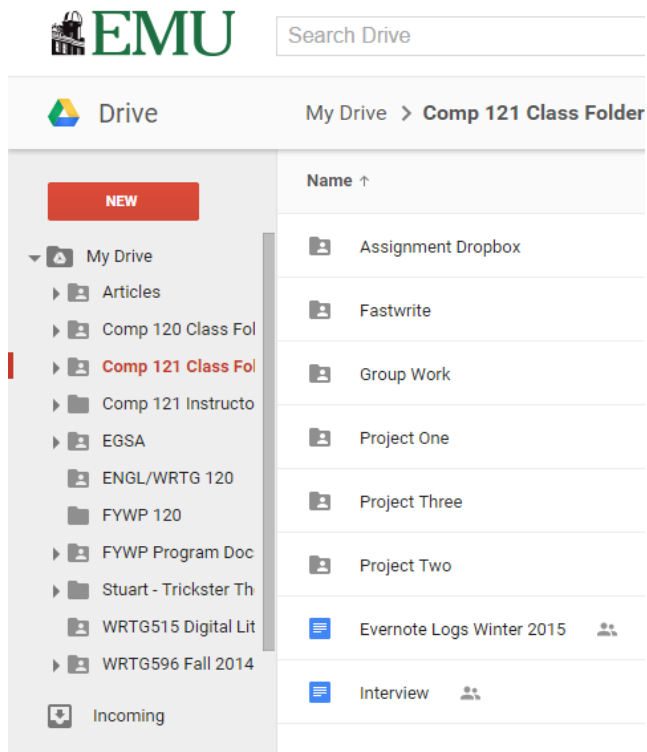 EMU
Search Drive
Drive
My Drive > Comp 121 Class Folder
NEW
My Drive
Articles
Comp 120 Class Fol
Comp 121 Class Fol
Comp 121 Instructo
EGSA
ENGL/WRTG 120
FYWP 120
FYWP Program Doc
Stuart - Trickster Th
WRTG515 Digital Lit
WRTG596 Fall 2014
Incoming
Name ↑
Assignment Dropbox
Fastwrite
Group Work
Project One
Project Three
Project Two
Evernote Logs Winter 2015
Interview